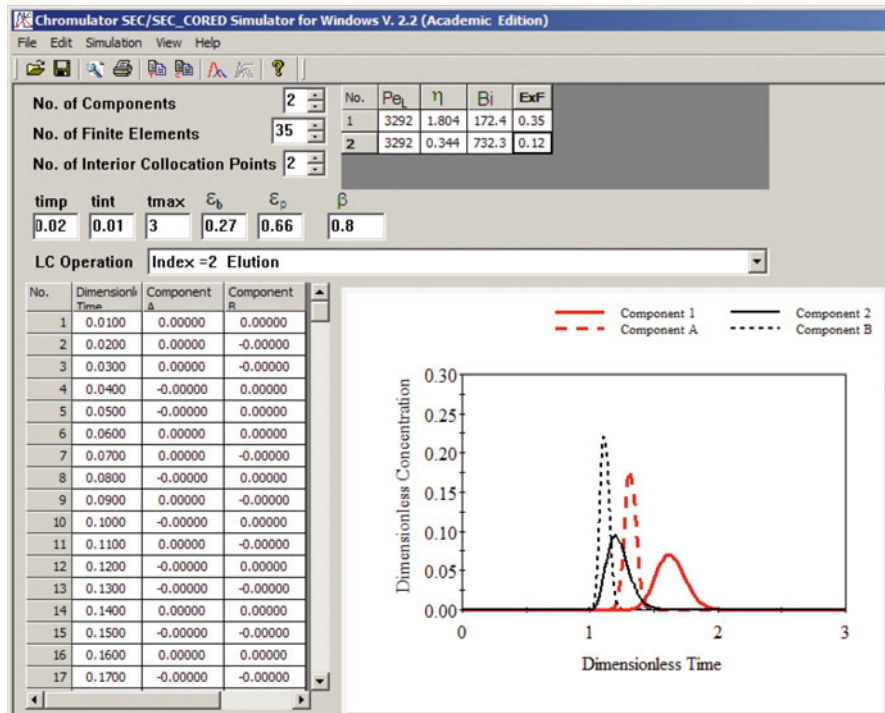 Chromulator SEC/SEC_CORED Simulator for Windows V. 2.2 (Academic Edition)
File Edit Simulation View Help
No. of Components 2
No. of Finite Elements 35
No. of Interior Collocation Points 2
No. PeL η Bi ExF
1 3292 1.804 172.4 0.35
2 3292 0.344 732.3 0.12
timp tint tmax εb εp β
0.02 0.01 3 0.27 0.66 0.8
LC Operation Index =2 Elution
No. Dimensionl Component Component
Time A B
1 0.0100 0.00000 0.00000
2 0.0200 0.00000 -0.00000
3 0.0300 0.00000 -0.00000
4 0.0400 -0.00000 0.00000
5 0.0500 -0.00000 0.00000
6 0.0600 0.00000 0.00000
7 0.0700 0.00000 -0.00000
8 0.0800 -0.00000 0.00000
9 0.0900 0.00000 -0.00000
10 0.1000 -0.00000 0.00000
11 0.1100 0.00000 -0.00000
12 0.1200 -0.00000 0.00000
13 0.1300 -0.00000 0.00000
14 0.1400 0.00000 0.00000
15 0.1500 -0.00000 -0.00000
16 0.1600 0.00000 0.00000
17 0.1700 -0.00000 -0.00000
Component 1 Component 2
Component A Component B
Dimensionless Concentration
0.30
0.25
0.20
0.15
0.10
0.05
0.00
0 1 2 3
Dimensionless Time